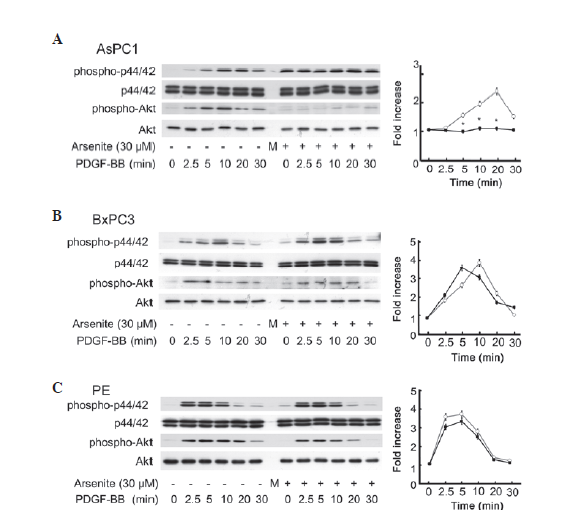 A
AsPC1
phospho-p44/42
p44/42
phospho-Akt
Akt
Arsenite (30 μM) - - - - - - M + + + + + +
PDGF-BB (min) 0 2.5 5 10 20 30 0 2.5 5 10 20 30
Fold increase
3
2
1
0
* * *
0 2.5 5 10 20 30
Time (min)
B
BxPC3
phospho-p44/42
p44/42
phospho-Akt
Akt
Arsenite (30 μM) - - - - - - M + + + + + +
PDGF-BB (min) 0 2.5 5 10 20 30 0 2.5 5 10 20 30
Fold increase
5
4
3
2
1
0
0 2.5 5 10 20 30
Time (min)
C
PE
phospho-p44/42
p44/42
phospho-Akt
Akt
Arsenite (30 μM) - - - - - - M + + + + + +
PDGF-BB (min) 0 2.5 5 10 20 30 0 2.5 5 10 20 30
Fold increase
5
4
3
2
1
0
0 2.5 5 10 20 30
Time (min)